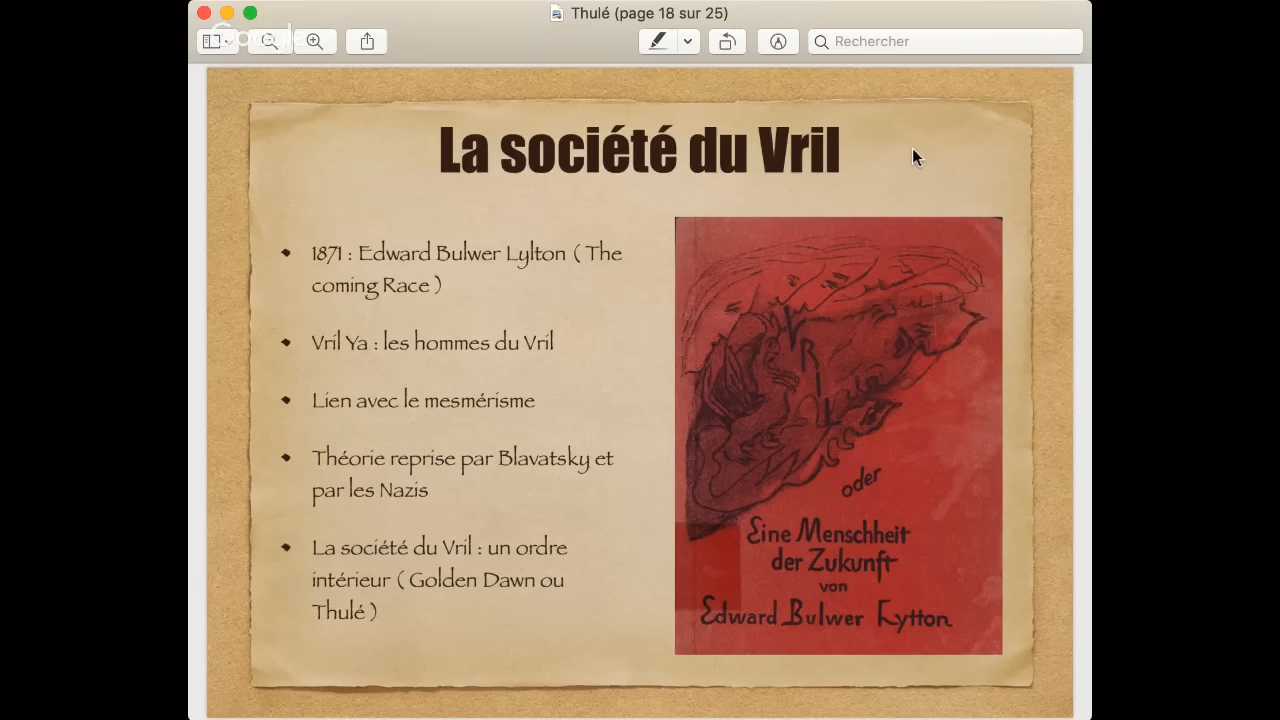 Thulé (page 18 sur 25)
Google
Rechercher
La société du Vril
1871 : Edward Bulwer Lylton ( The
coming Race )
Vril Ya : les hommes du Vril
Lien avec le mesmérisme
Théorie reprise par Blavatsky et
par les Nazis
La société du Vril : un ordre
intérieur ( Golden Dawn ou
Thulé )
VRIL
oder
Eine Menschheit
der Zukunft
von
Edward Bulwer Lytton